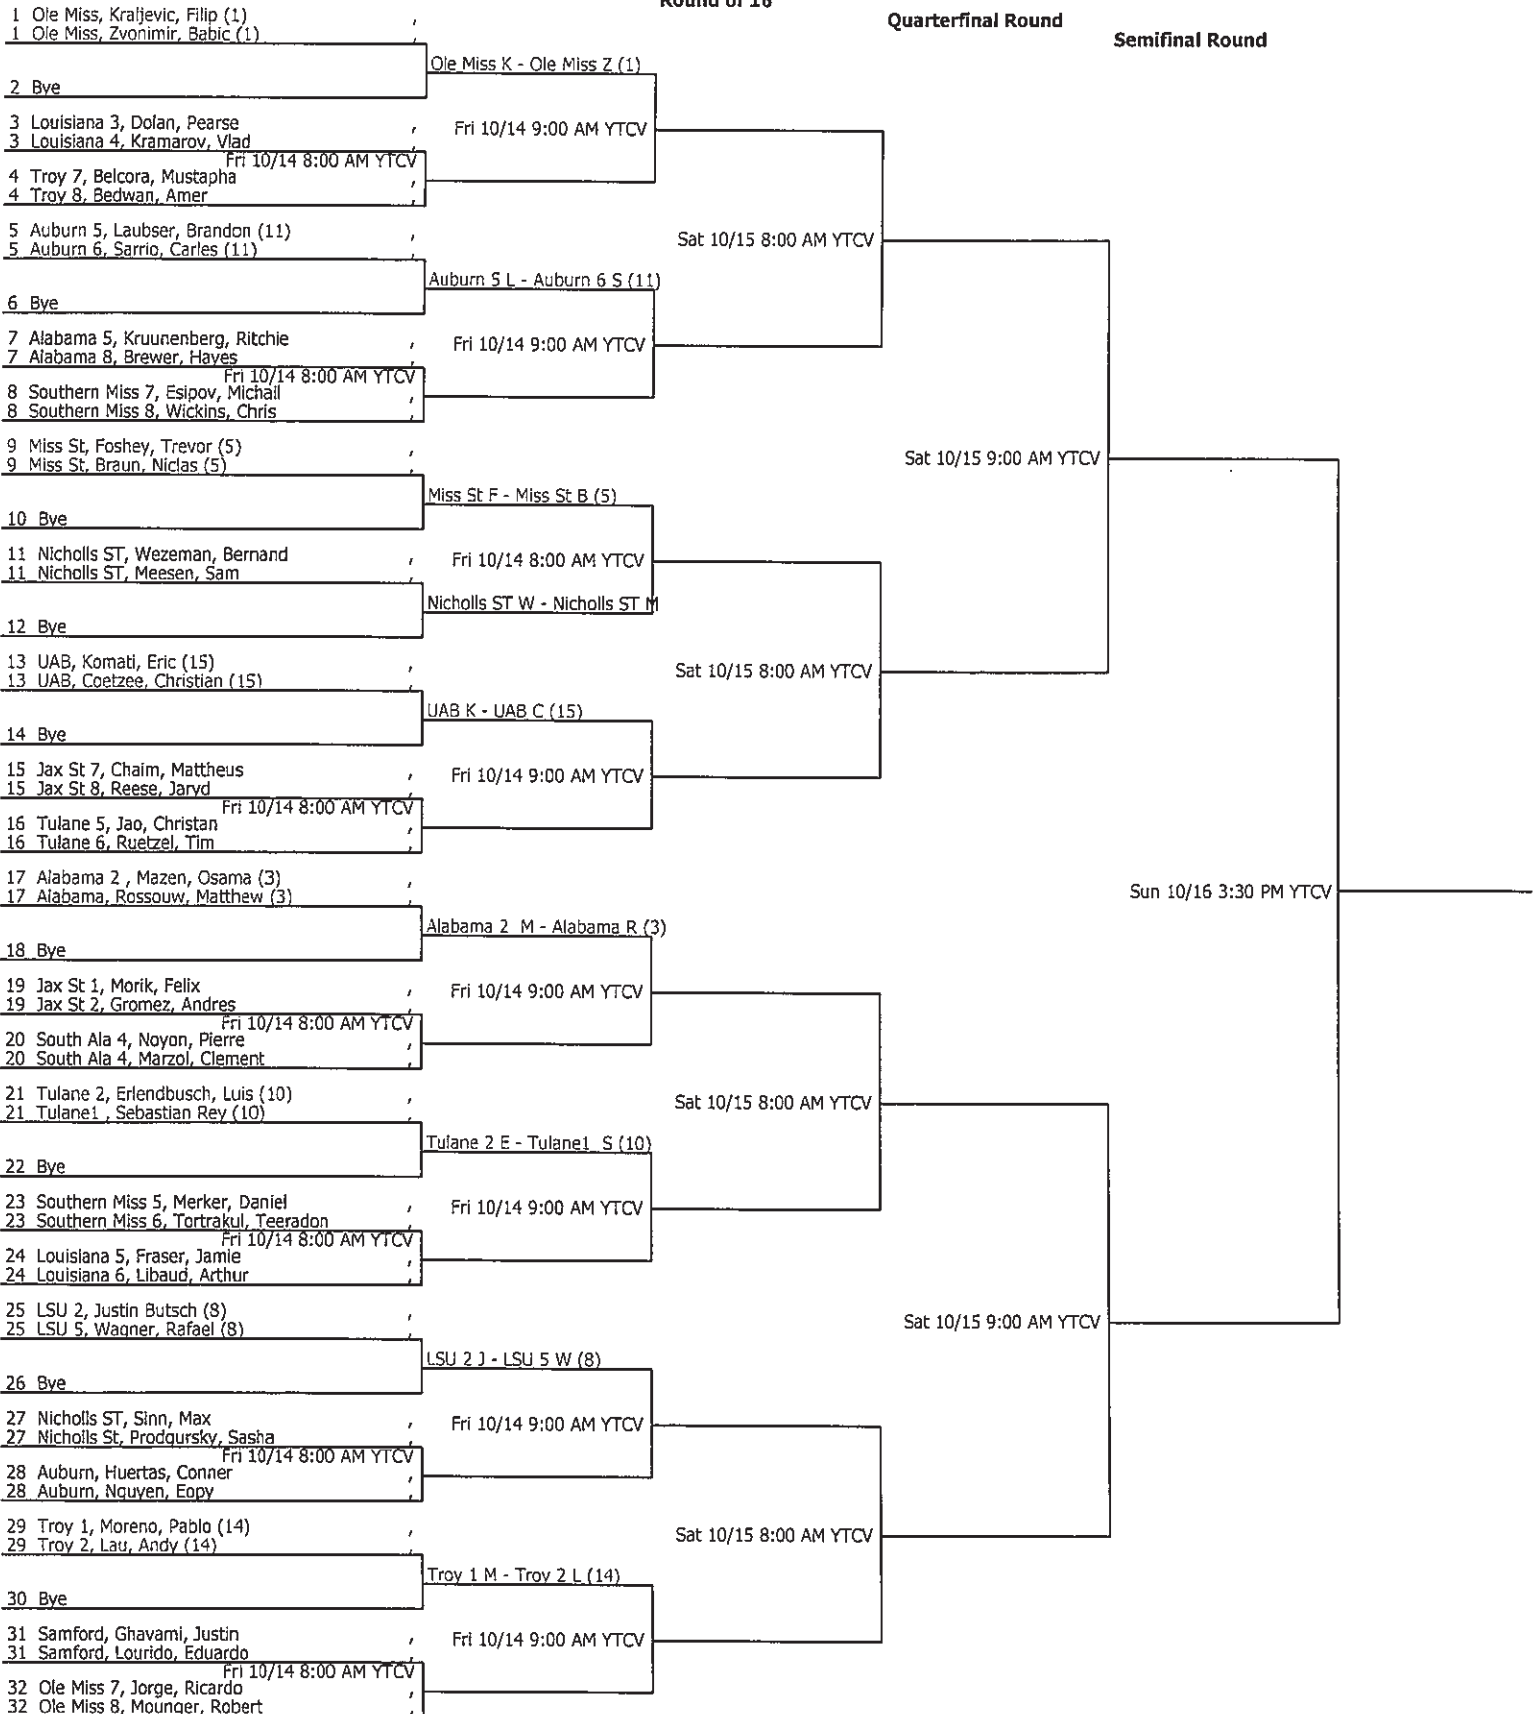 Round of 16
Quarterfinal Round
Semifinal Round
1 Ole Miss, Kraljevic, Filip (1)
1 Ole Miss, Zvonimir, Babic (1)
Ole Miss K - Ole Miss Z (1)
2 Bye
3 Louisiana 3, Dolan, Pearse
Fri 10/14 9:00 AM YTCV
3 Louisiana 4, Kramarov, Vlad
Fri 10/14 8:00 AM YTCV
4 Troy 7, Belcora, Mustapha
4 Troy 8, Bedwan, Amer
5 Auburn 5, Laubser, Brandon (11)
Sat 10/15 8:00 AM YTCV
5 Auburn 6, Sarrio, Carles (11)
Auburn 5 L - Auburn 6 S (11)
6 Bye
7 Alabama 5, Kruunenberg, Ritchie
Fri 10/14 9:00 AM YTCV
7 Alabama 8, Brewer, Hayes
Fri 10/14 8:00 AM YTCV
8 Southern Miss 7, Esipov, Michail
8 Southern Miss 8, Wickins, Chris
9 Miss St, Foshey, Trevor (5)
Sat 10/15 9:00 AM YTCV
9 Miss St, Braun, Niclas (5)
Miss St F - Miss St B (5)
10 Bye
11 Nicholls ST, Wezeman, Bernand
Fri 10/14 8:00 AM YTCV
11 Nicholls ST, Meesen, Sam
Nicholls ST W - Nicholls ST M
12 Bye
13 UAB, Komati, Eric (15)
Sat 10/15 8:00 AM YTCV
13 UAB, Coetzee, Christian (15)
UAB K - UAB C (15)
14 Bye
15 Jax St 7, Chaim, Mattheus
Fri 10/14 9:00 AM YTCV
15 Jax St 8, Reese, Jaryd
Fri 10/14 8:00 AM YTCV
16 Tulane 5, Jao, Christan
16 Tulane 6, Ruetzel, Tim
17 Alabama 2 , Mazen, Osama (3)
Sun 10/16 3:30 PM YTCV
17 Alabama, Rossouw, Matthew (3)
Alabama 2 M - Alabama R (3)
18 Bye
19 Jax St 1, Morik, Felix
Fri 10/14 9:00 AM YTCV
19 Jax St 2, Gromez, Andres
Fri 10/14 8:00 AM YTCV
20 South Ala 4, Noyon, Pierre
20 South Ala 4, Marzol, Clement
21 Tulane 2, Erlendbusch, Luis (10)
Sat 10/15 8:00 AM YTCV
21 Tulane1 , Sebastian Rey (10)
Tulane 2 E - Tulane1 S (10)
22 Bye
23 Southern Miss 5, Merker, Daniel
Fri 10/14 9:00 AM YTCV
23 Southern Miss 6, Tortrakul, Teeradon
Fri 10/14 8:00 AM YTCV
24 Louisiana 5, Fraser, Jamie
24 Louisiana 6, Libaud, Arthur
25 LSU 2, Justin Butsch (8)
Sat 10/15 9:00 AM YTCV
25 LSU 5, Wagner, Rafael (8)
LSU 2 J - LSU 5 W (8)
26 Bye
27 Nicholls ST, Sinn, Max
Fri 10/14 9:00 AM YTCV
27 Nicholls St, Prodgursky, Sasha
Fri 10/14 8:00 AM YTCV
28 Auburn, Huertas, Conner
28 Auburn, Nguyen, Eopy
29 Troy 1, Moreno, Pablo (14)
Sat 10/15 8:00 AM YTCV
29 Troy 2, Lau, Andy (14)
Troy 1 M - Troy 2 L (14)
30 Bye
31 Samford, Ghavami, Justin
Fri 10/14 9:00 AM YTCV
31 Samford, Lourido, Eduardo
Fri 10/14 8:00 AM YTCV
32 Ole Miss 7, Jorge, Ricardo
32 Ole Miss 8, Mounger, Robert